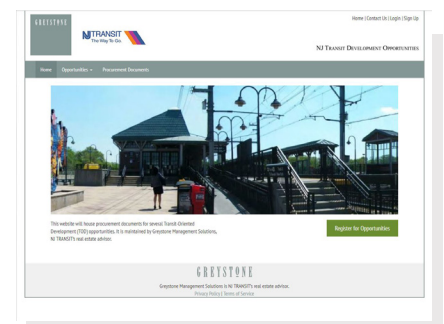 GREYSTONE
NJTRANSIT
The Way To Go
Home | Contact Us | Login | Sign Up
NJ TRANSIT DEVELOPMENT OPPORTUNITIES
Home Opportunities Procurement Documents
This website will house procurement documents for several Transit-Oriented
Development (TOD) opportunities. It is maintained by Greystone Management Solutions,
NJ TRANSIT's real estate advisor.
Register for Opportunities
GREYSTONE
Greystone Management Solutions is NJ TRANSIT's real estate advisor.
Privacy Policy | Terms of Service